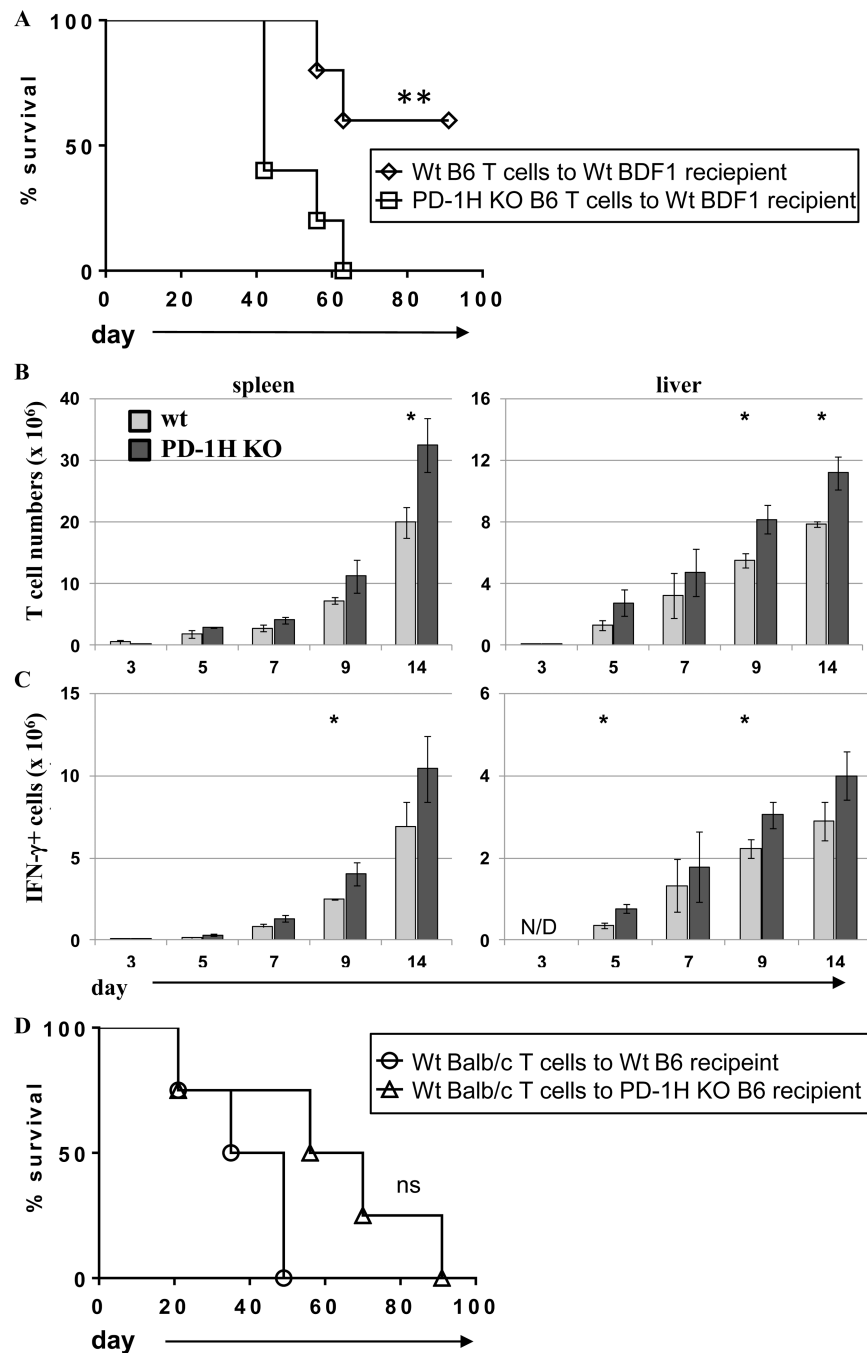 A
100
50
0
% survival
**
Wt B6 T cells to Wt BDF1 reciepient
PD-1H KO B6 T cells to Wt BDF1 recipient
0 20 40 60 80 100
day
B
spleen
liver
T cell numbers (x 10⁶)
40
30
20
10
0
wt
PD-1H KO
*
3 5 7 9 14
16
12
8
4
0
* *
3 5 7 9 14
C
IFN-γ+ cells (x 10⁶)
15
10
5
0
*
3 5 7 9 14
6
4
2
0
* *
N/D
3 5 7 9 14
day
D
100
50
0
% survival
Wt Balb/c T cells to Wt B6 recipeint
Wt Balb/c T cells to PD-1H KO B6 recipient
ns
0 20 40 60 80 100
day